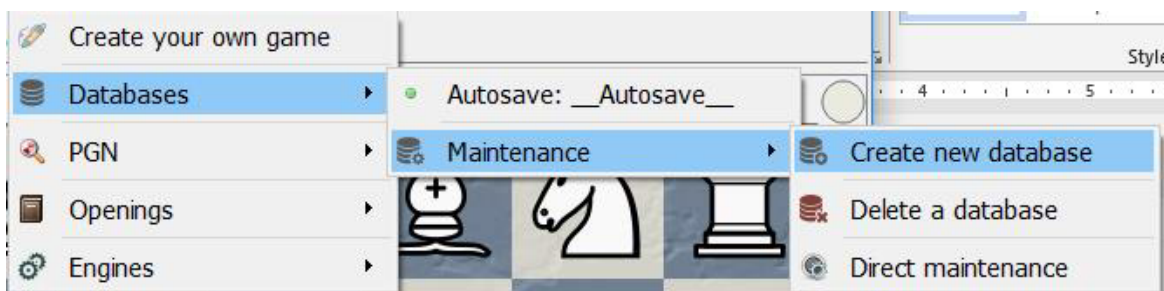 Create your own game
Style
Databases
Autosave: __Autosave__
4 5
PGN
Maintenance
Create new database
Openings
Delete a database
Engines
Direct maintenance